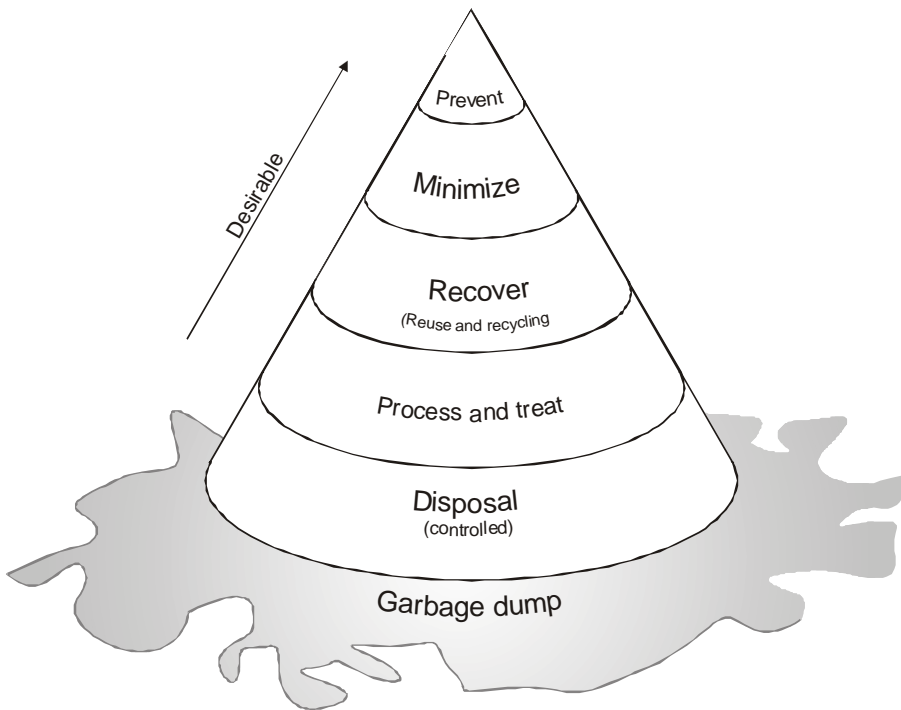 Prevent
Desirable
Minimize
Recover
(Reuse and recycling
Process and treat
Disposal
(controlled)
Garbage dump